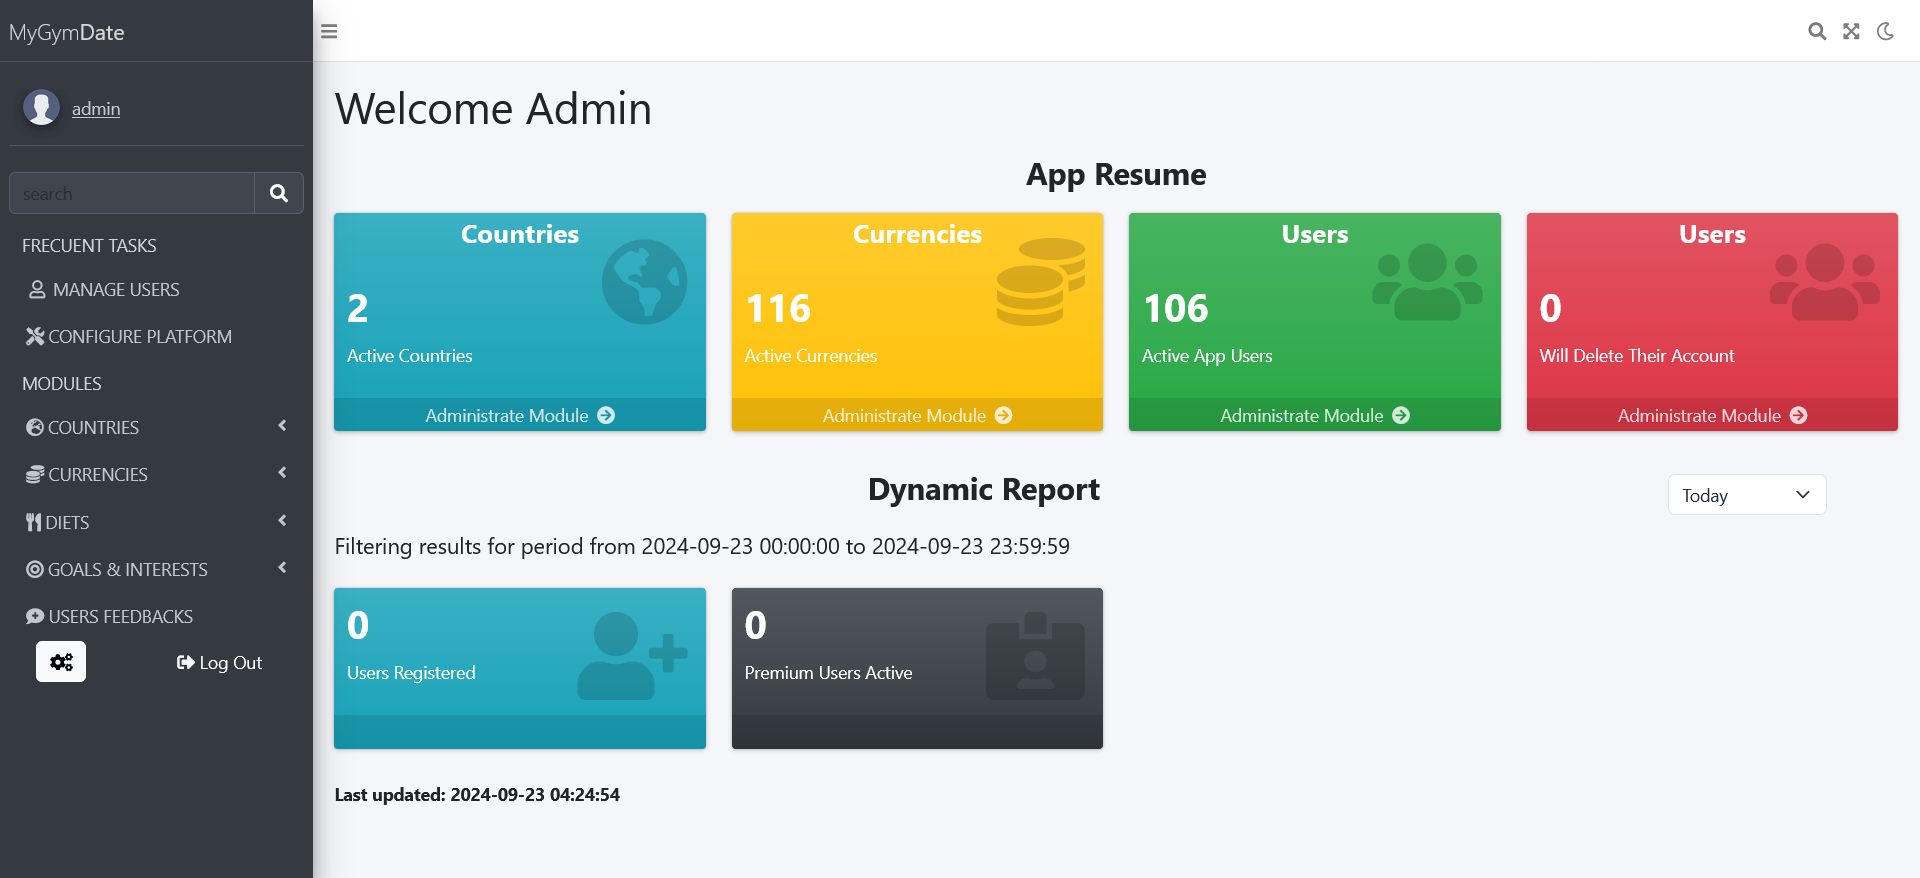 MyGymDate
admin
search
FRECUENT TASKS
MANAGE USERS
CONFIGURE PLATFORM
MODULES
COUNTRIES
CURRENCIES
DIETS
GOALS & INTERESTS
USERS FEEDBACKS
Log Out
Welcome Admin
App Resume
Countries
2
Active Countries
Administrate Module
Currencies
116
Active Currencies
Administrate Module
Users
106
Active App Users
Administrate Module
Users
0
Will Delete Their Account
Administrate Module
Dynamic Report
Today
Filtering results for period from 2024-09-23 00:00:00 to 2024-09-23 23:59:59
0
Users Registered
0
Premium Users Active
Last updated: 2024-09-23 04:24:54